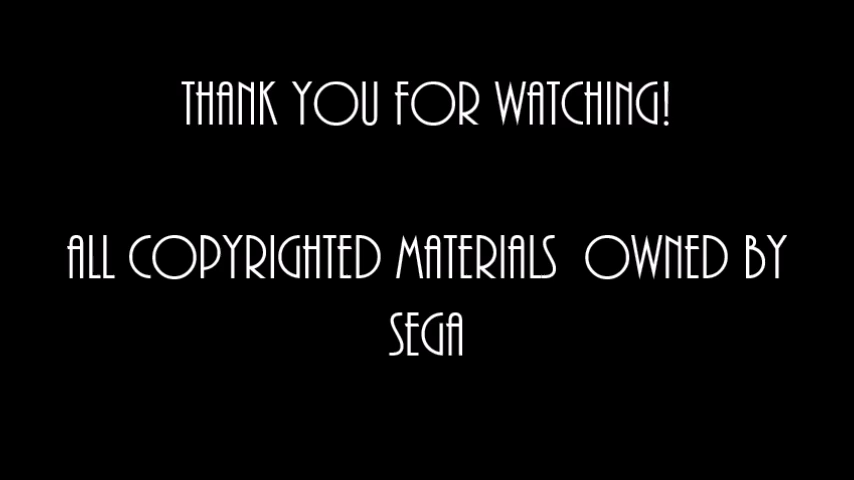 THANK YOU FOR WATCHING!
ALL COPYRIGHTED MATERIALS OWNED BY
SEGA